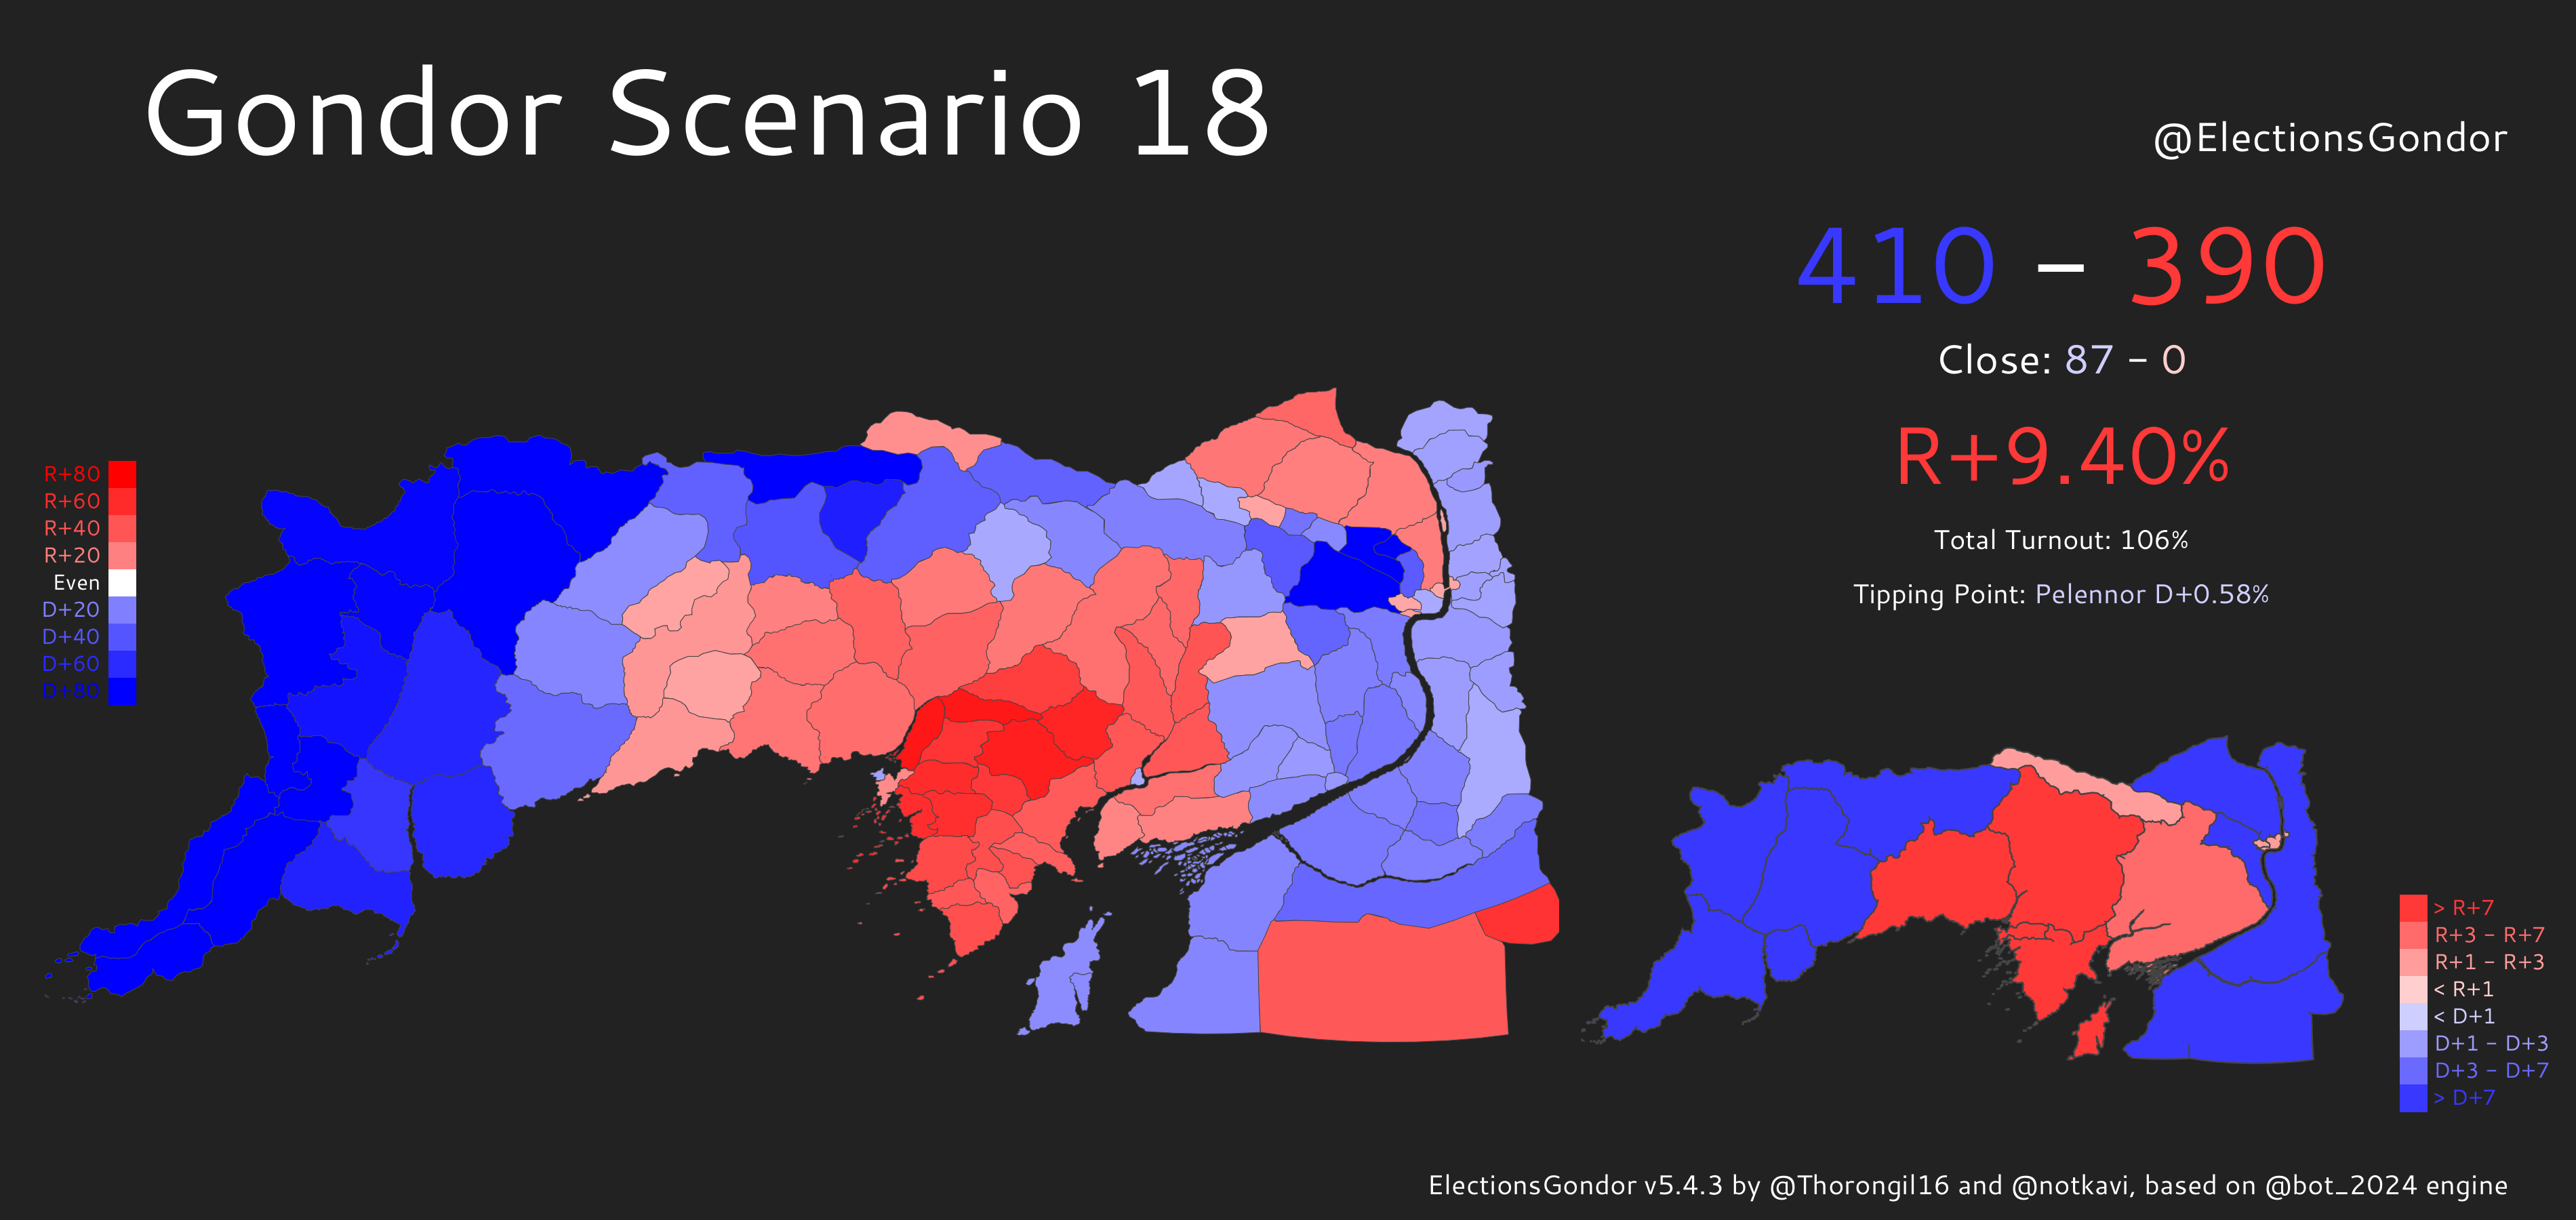 Gondor Scenario 18
@ElectionsGondor
410 – 390
Close: 87 – 0
R+9.40%
Total Turnout: 106%
Tipping Point: Pelennor D+0.58%
R+80
R+60
R+40
R+20
Even
D+20
D+40
D+60
D+80
> R+7
R+3 – R+7
R+1 – R+3
< R+1
< D+1
D+1 – D+3
D+3 – D+7
> D+7
ElectionsGondor v5.4.3 by @Thorongil16 and @notkavi, based on @bot_2024 engine